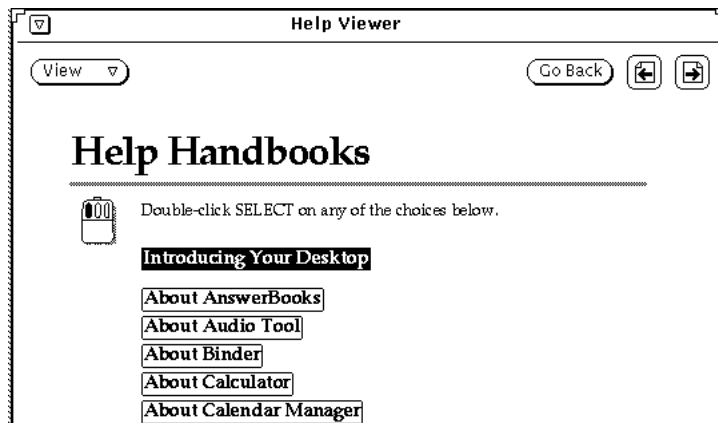 Help Viewer
View
Go Back
Help Handbooks
Double-click SELECT on any of the choices below.
Introducing Your Desktop
About AnswerBooks
About Audio Tool
About Binder
About Calculator
About Calendar Manager